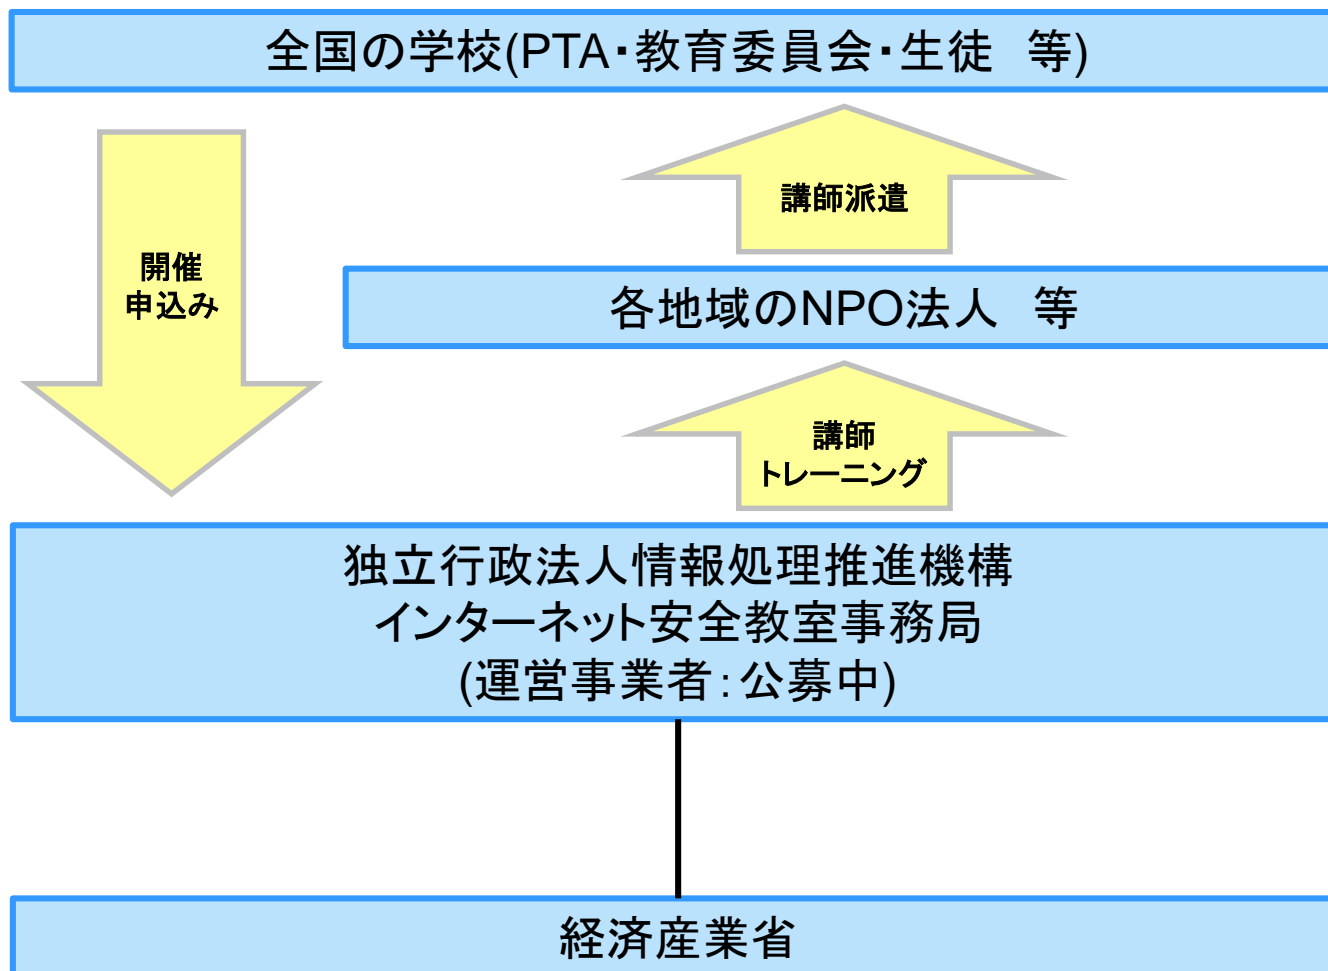 全国の学校(PTA・教育委員会・生徒　等)
講師派遣
開催
申込み
各地域のNPO法人　等
講師
トレーニング
独立行政法人情報処理推進機構
インターネット安全教室事務局
(運営事業者：公募中)
経済産業省